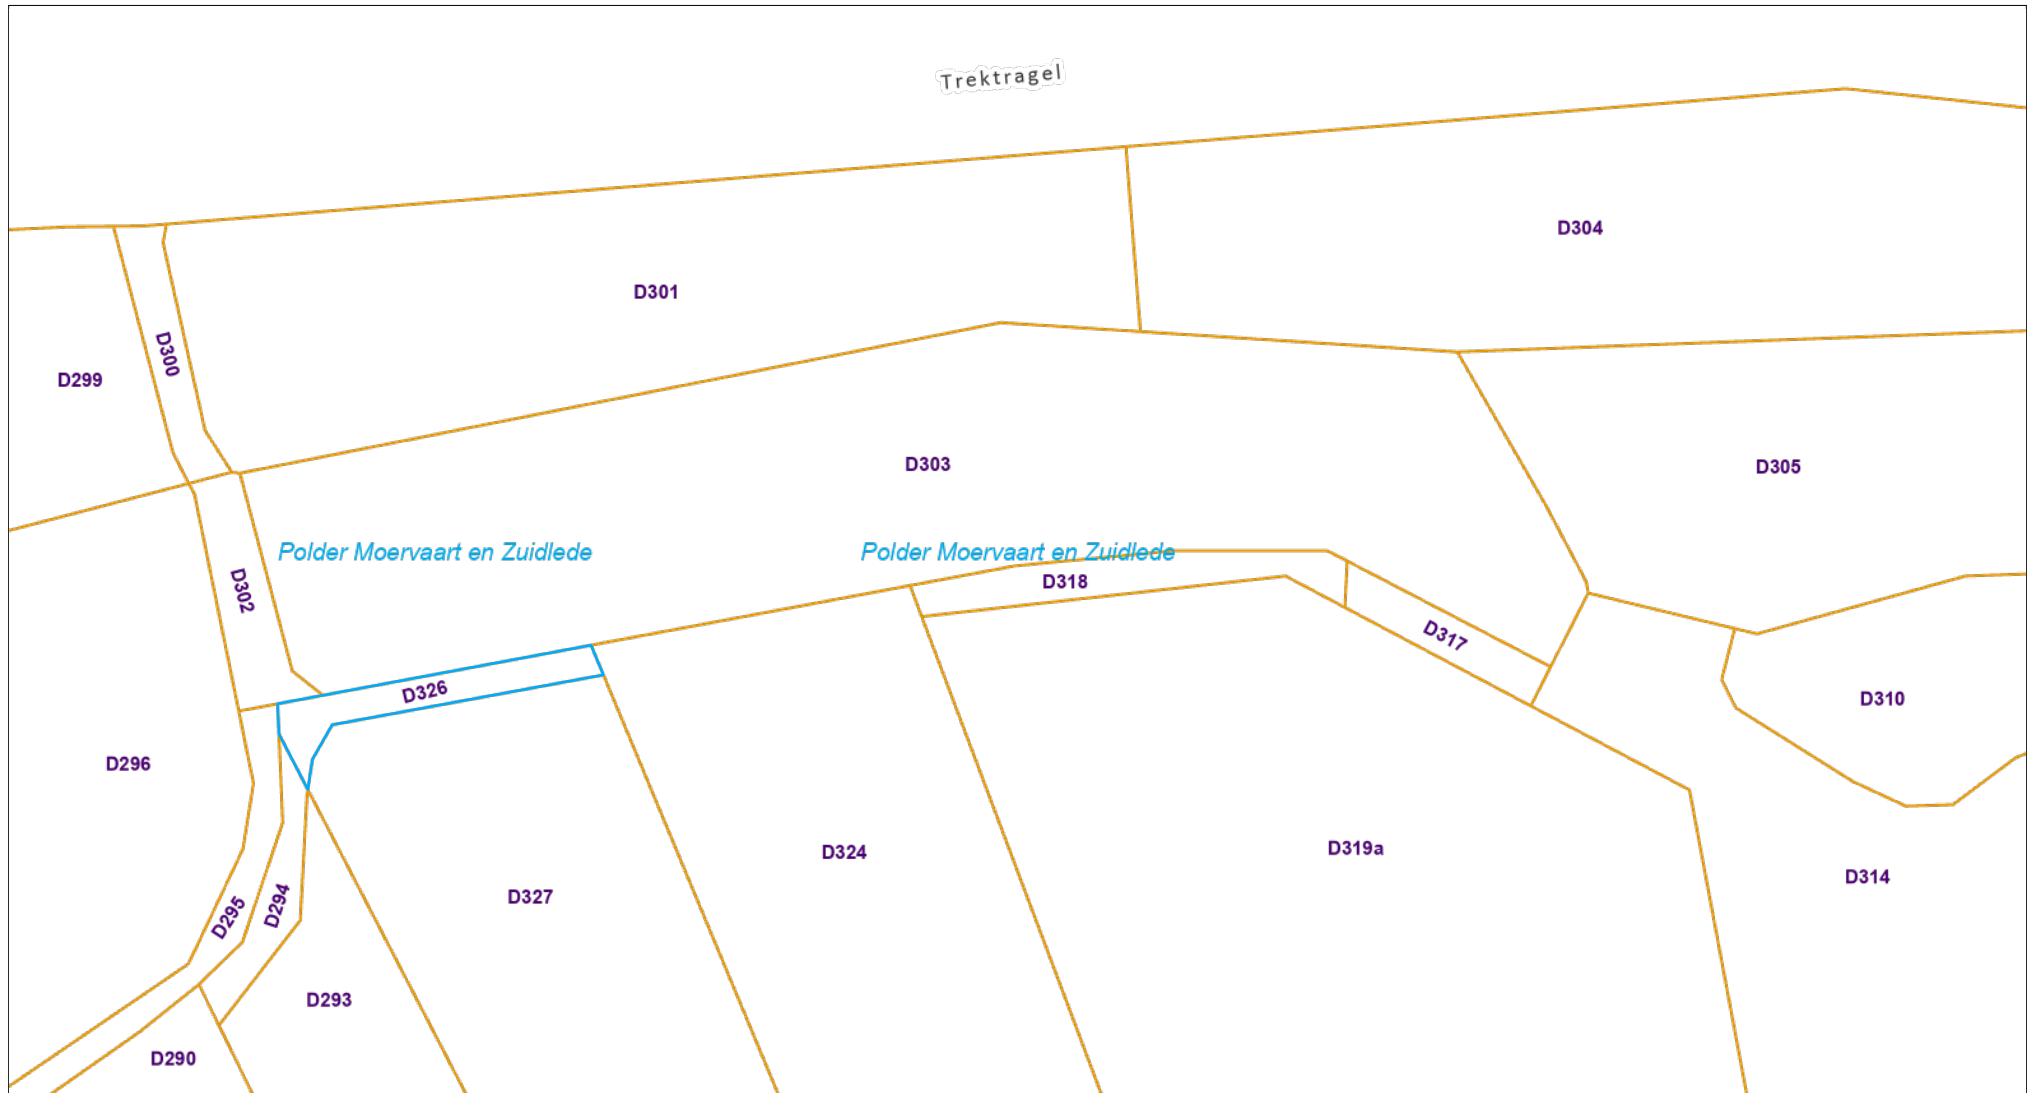 Trektragel
D304
D301
D300
D299
D303
D305
Polder Moervaart en Zuidlede
Polder Moervaart en Zuidlede
D318
D302
D317
D326
D310
D296
D319a
D324
D314
D327
D294
D295
D293
D290